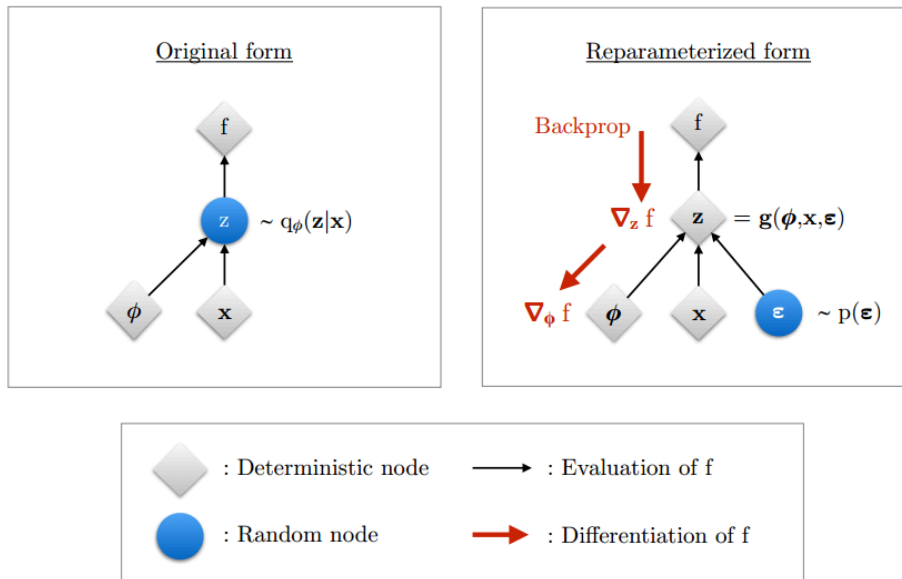 Original form
f
z ~ qϕ(z|x)
ϕ x
Reparameterized form
Backprop f
∇z f z = g(ϕ,x,ε)
∇ϕ f ϕ x ε ~ p(ε)
: Deterministic node
: Evaluation of f
: Random node
: Differentiation of f